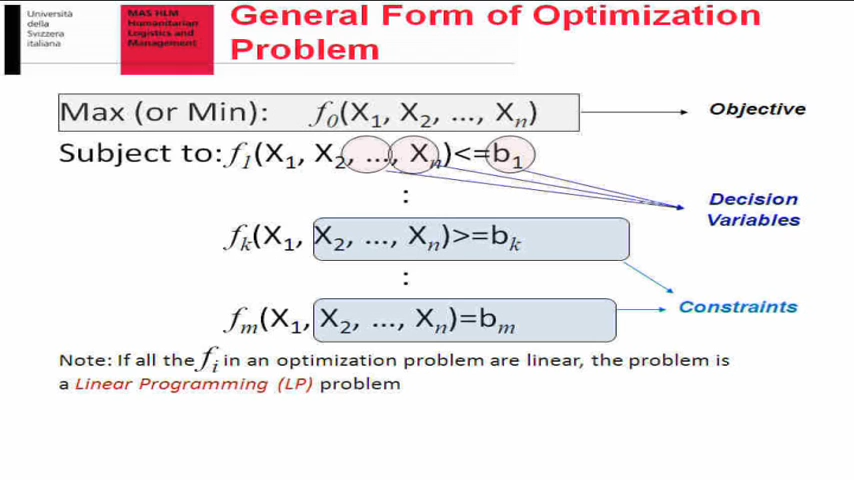 Università
della
Svizzera
italiana
MAS HLM
Humanitarian
Logistics and
Management
General Form of Optimization
Problem
Max (or Min): f0(X1, X2, ..., Xn)
Objective
Subject to: f1(X1, X2, ..., Xn)<=b1
:
Decision
Variables
fk(X1, X2, ..., Xn)>=bk
:
Constraints
fm(X1, X2, ..., Xn)=bm
Note: If all the fi in an optimization problem are linear, the problem is
a Linear Programming (LP) problem